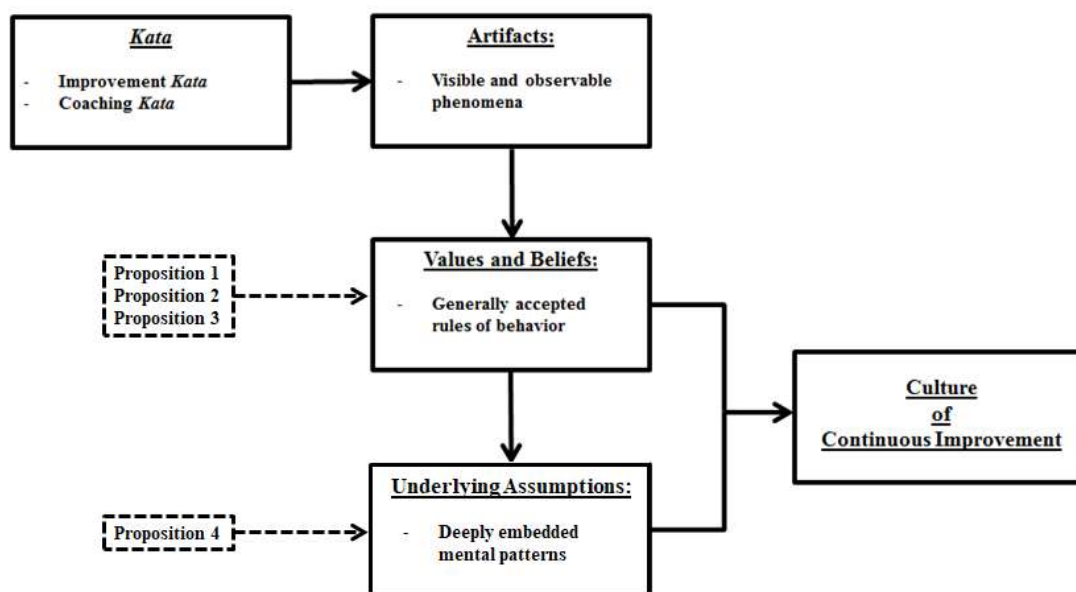 Kata
- Improvement Kata
- Coaching Kata
Artifacts:
- Visible and observable
phenomena
Values and Beliefs:
- Generally accepted
rules of behavior
Proposition 1
Proposition 2
Proposition 3
Culture
of
Continuous Improvement
Underlying Assumptions:
- Deeply embedded
mental patterns
Proposition 4